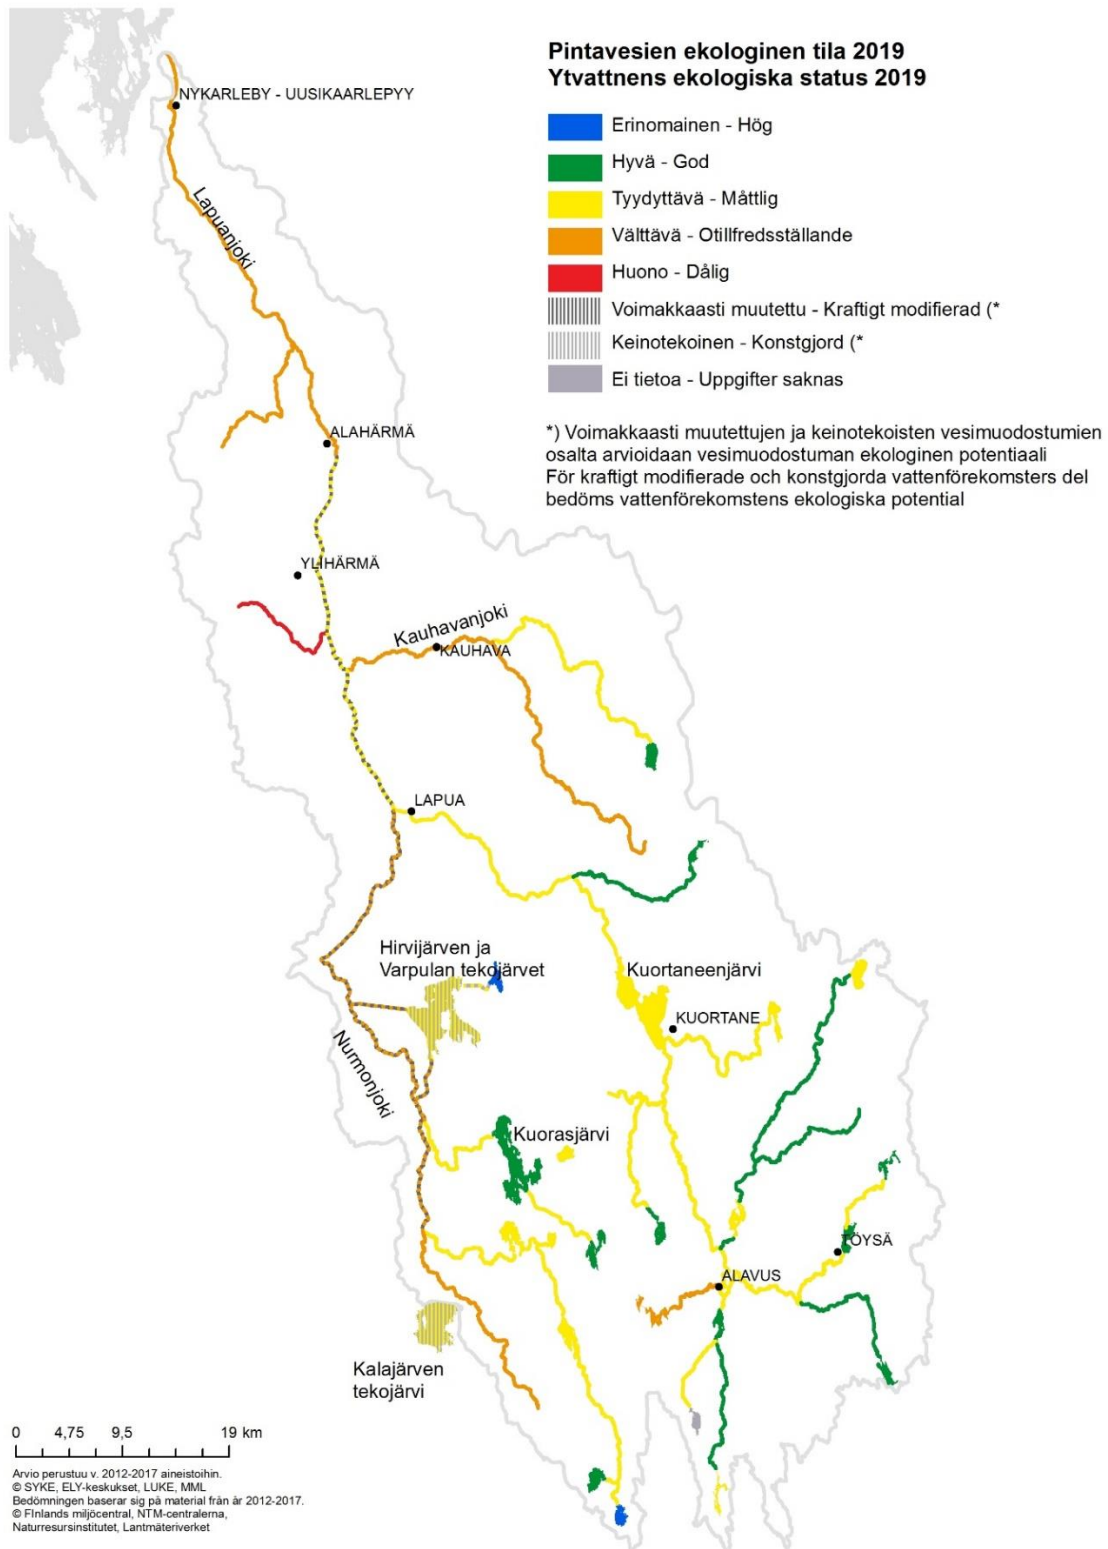 Pintavesien ekologinen tila 2019
Ytvattnens ekologiska status 2019
Erinomainen - Hög
Hyvä - God
Tyydyttävä - Måttlig
Välttävä - Otillfredsställande
Huono - Dålig
Voimakkaasti muutettu - Kraftigt modifierad (*
Keinotekoinen - Konstgjord (*
Ei tietoa - Uppgifter saknas
*) Voimakkaasti muutettujen ja keinotekoisten vesimuodostumien
osalta arvioidaan vesimuodostuman ekologinen potentiaali
För kraftigt modifierade och konstgjorda vattenförekomsters del
bedöms vattenförekomstens ekologiska potential
NYKARLEBY - UUSIKAARLEPYY
Lapuanjoki
ALAHÄRMÄ
YLIHÄRMÄ
Kauhavanjoki
KAUHAVA
LAPUA
Hirvijärven ja
Varpulan tekojärvet
Kuortaneenjärvi
KUORTANE
Nurmonjoki
Kuorasjärvi
TÖYSÄ
ALAVUS
Kalajärven
tekojärvi
0 4,75 9,5 19 km
Arvio perustuu v. 2012-2017 aineistoihin.
© SYKE, ELY-keskukset, LUKE, MML
Bedömningen baserar sig på material från år 2012-2017.
© FInlands miljöcentral, NTM-centralerna,
Naturresursinstitutet, Lantmäteriverket